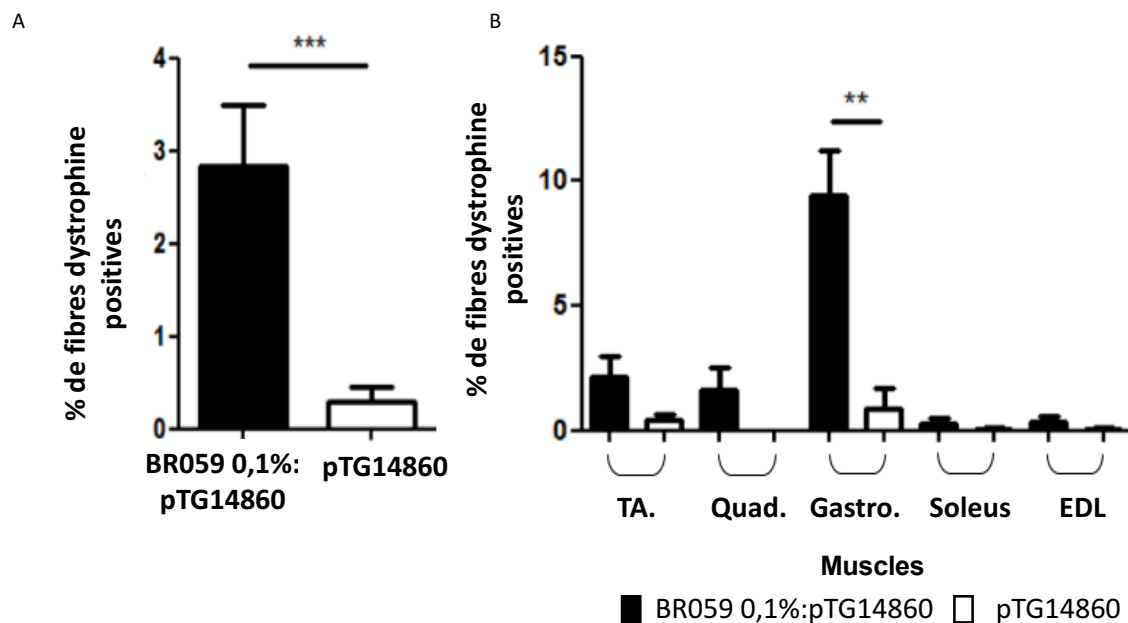 A
% de fibres dystrophine
positives
4
3
2
1
0
***
BR059 0,1%:
pTG14860
pTG14860
B
% de fibres dystrophine
positives
15
10
5
0
**
TA.
Quad.
Gastro.
Soleus
EDL
Muscles
BR059 0,1%:pTG14860
pTG14860